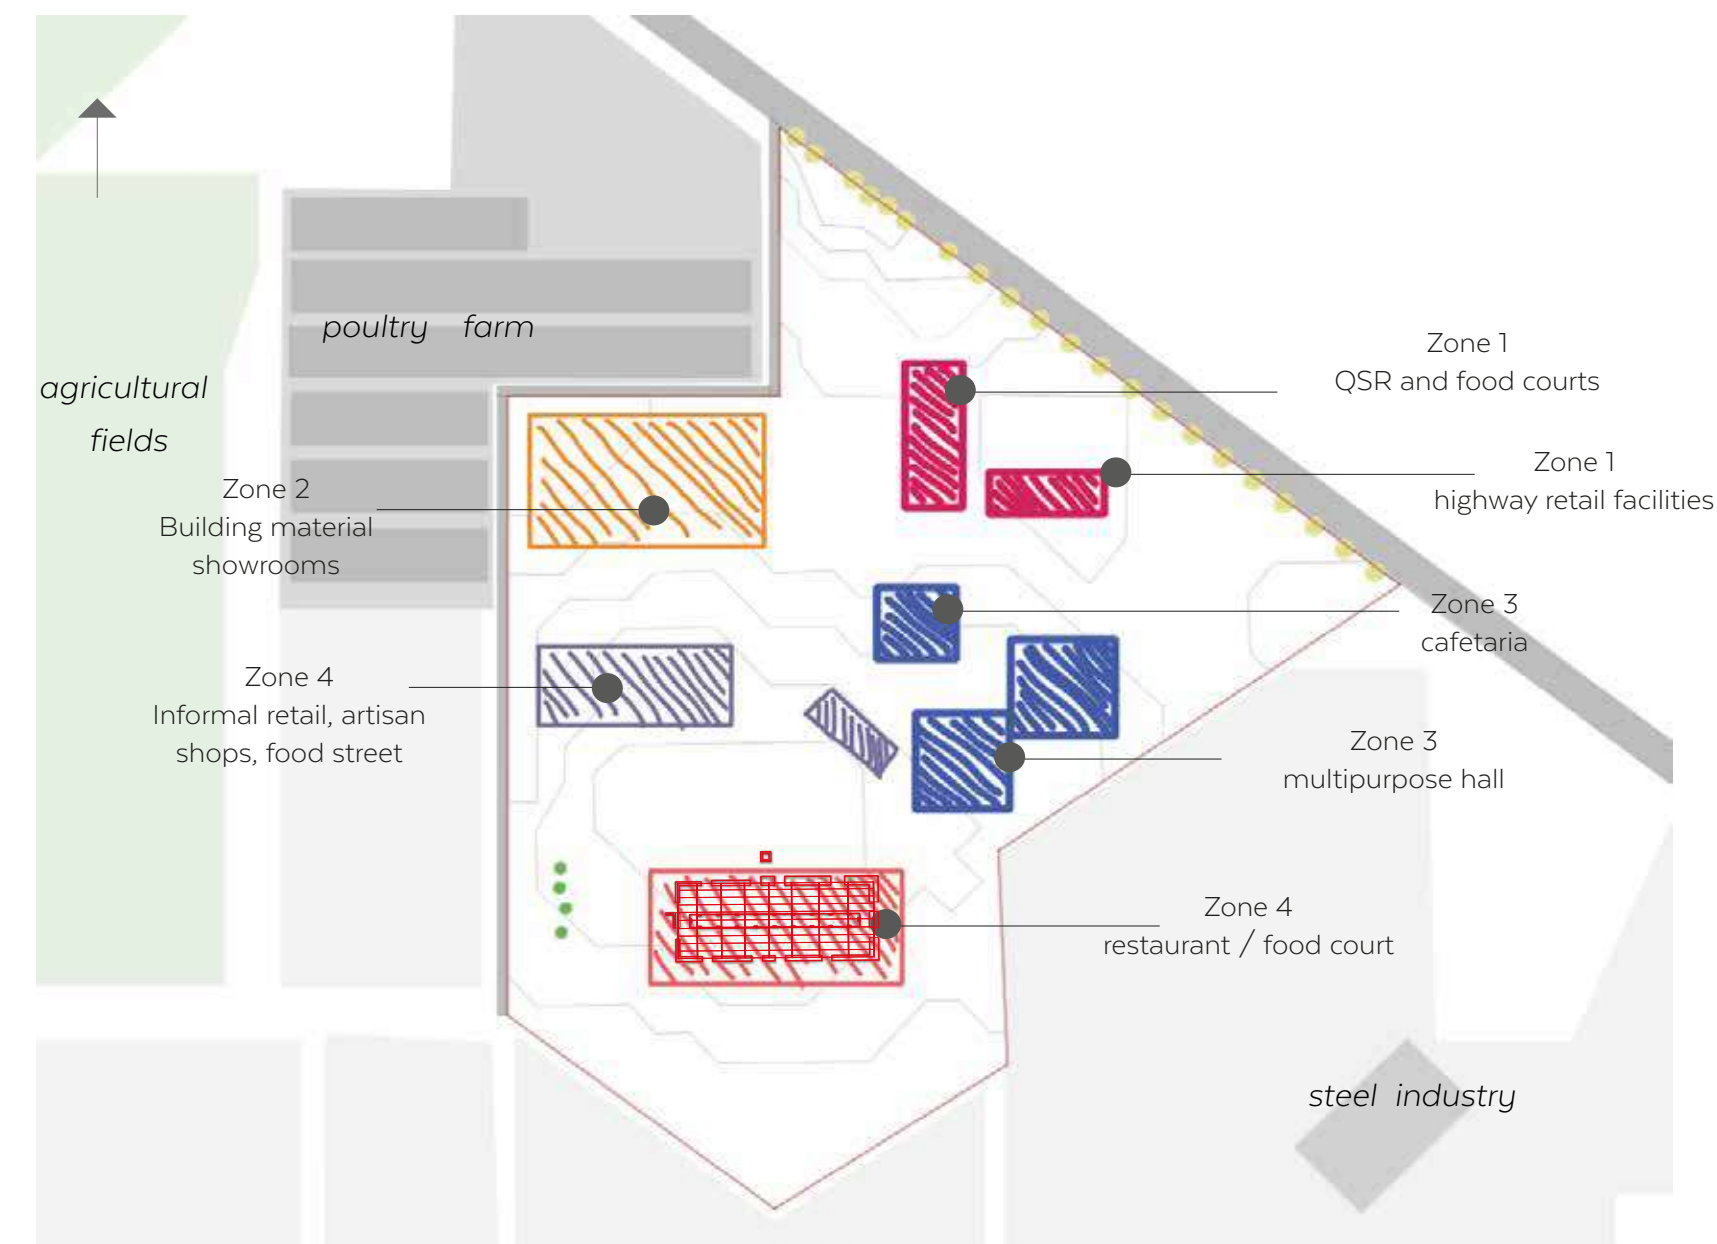 poultry farm
agricultural
fields
Zone 2
Building material
showrooms
Zone 4
Informal retail, artisan
shops, food street
Zone 1
QSR and food courts
Zone 1
highway retail facilities
Zone 3
cafetaria
Zone 3
multipurpose hall
Zone 4
restaurant / food court
steel industry